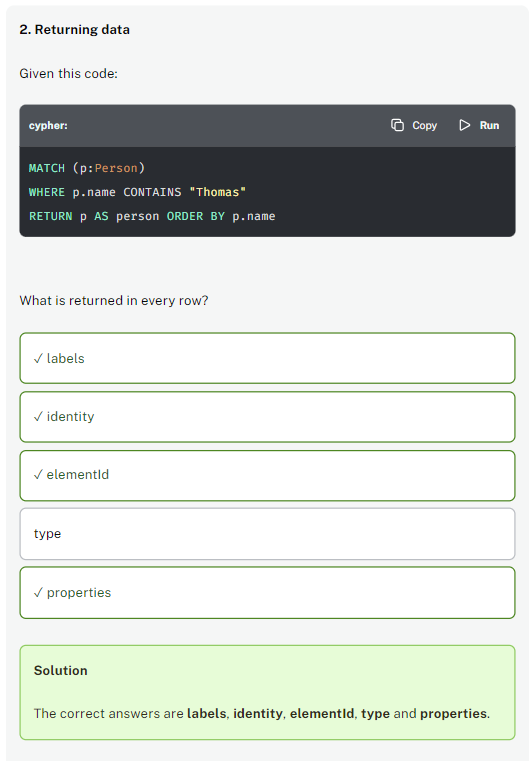 2. Returning data
Given this code:
cypher: Copy Run
MATCH (p:Person)
WHERE p.name CONTAINS "Thomas"
RETURN p AS person ORDER BY p.name
What is returned in every row?
✓ labels
✓ identity
✓ elementId
type
✓ properties
Solution
The correct answers are labels, identity, elementId, type and properties.